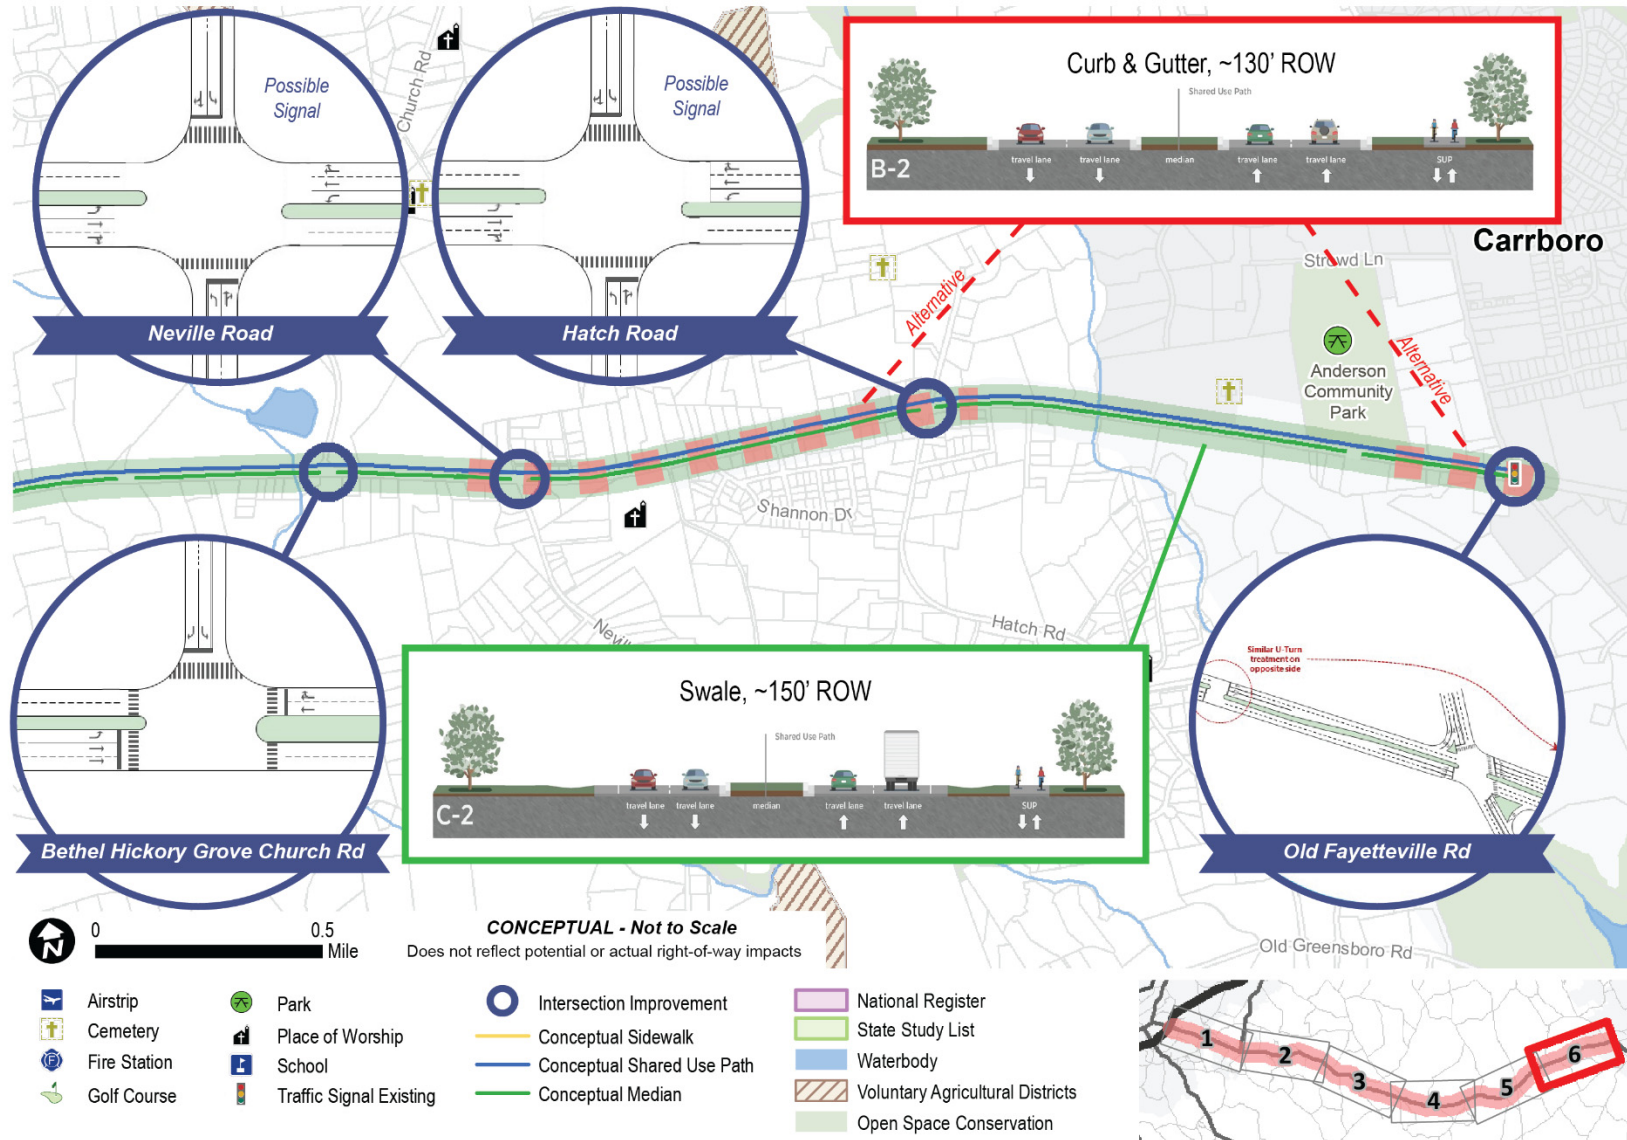 Possible
Signal
Neville Road
Church Rd
Possible
Signal
Hatch Road
Curb & Gutter, ~130' ROW
Shared Use Path
travel lane
travel lane
median
travel lane
travel lane
SUP
B-2
Carrboro
Strowd Ln
Alternative
Alternative
Anderson
Community
Park
Shannon Dr
Hatch Rd
Bethel Hickory Grove Church Rd
Swale, ~150' ROW
Shared Use Path
travel lane
travel lane
median
travel lane
travel lane
SUP
C-2
Similar U-Turn
treatment on
opposite side
Old Fayetteville Rd
Old Greensboro Rd
N
0
0.5
Mile
CONCEPTUAL - Not to Scale
Does not reflect potential or actual right-of-way impacts
Airstrip
Cemetery
F
Fire Station
Golf Course
Park
Place of Worship
School
Traffic Signal Existing
Intersection Improvement
Conceptual Sidewalk
Conceptual Shared Use Path
Conceptual Median
National Register
State Study List
Waterbody
Voluntary Agricultural Districts
Open Space Conservation
1
2
3
4
5
6